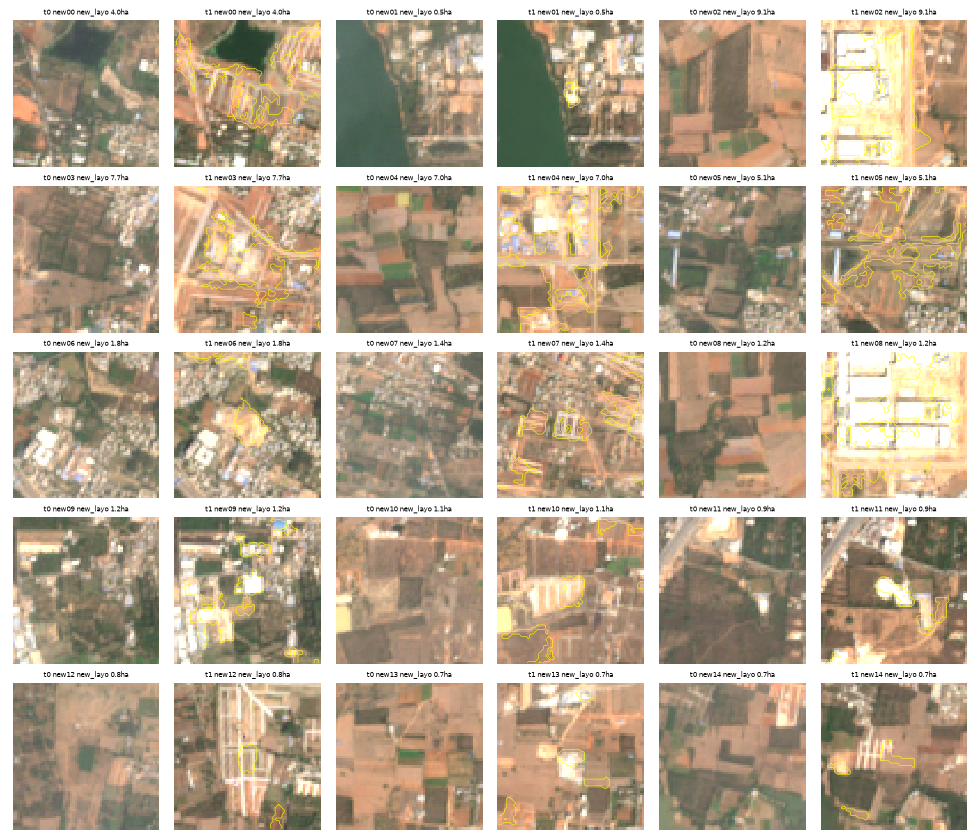 t0 new00 new_layo 4.0ha
t1 new00 new_layo 4.0ha
t0 new01 new_layo 0.5ha
t1 new01 new_layo 0.5ha
t0 new02 new_layo 9.1ha
t1 new02 new_layo 9.1ha
t0 new03 new_layo 7.7ha
t1 new03 new_layo 7.7ha
t0 new04 new_layo 7.0ha
t1 new04 new_layo 7.0ha
t0 new05 new_layo 5.1ha
t1 new05 new_layo 5.1ha
t0 new06 new_layo 1.8ha
t1 new06 new_layo 1.8ha
t0 new07 new_layo 1.4ha
t1 new07 new_layo 1.4ha
t0 new08 new_layo 1.2ha
t1 new08 new_layo 1.2ha
t0 new09 new_layo 1.2ha
t1 new09 new_layo 1.2ha
t0 new10 new_layo 1.1ha
t1 new10 new_layo 1.1ha
t0 new11 new_layo 0.9ha
t1 new11 new_layo 0.9ha
t0 new12 new_layo 0.8ha
t1 new12 new_layo 0.8ha
t0 new13 new_layo 0.7ha
t1 new13 new_layo 0.7ha
t0 new14 new_layo 0.7ha
t1 new14 new_layo 0.7ha